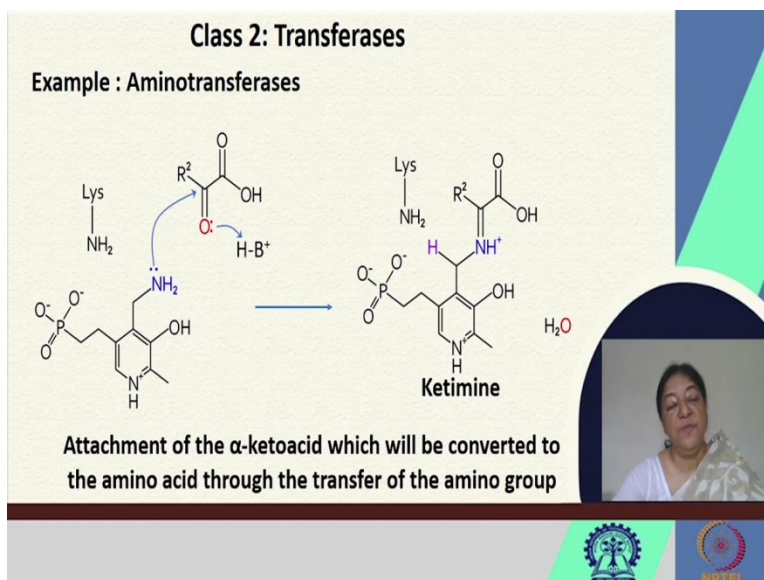 Class 2: Transferases
Example : Aminotransferases
Lys
NH2
R2
O
OH
O:
H-B+
NH2
O-
O-
P
O
OH
N+
H
Lys
NH2
R2
O
OH
H
NH+
O-
O-
P
O
OH
N+
H
H2O
Ketimine
Attachment of the α-ketoacid which will be converted to
the amino acid through the transfer of the amino group
NPTEL